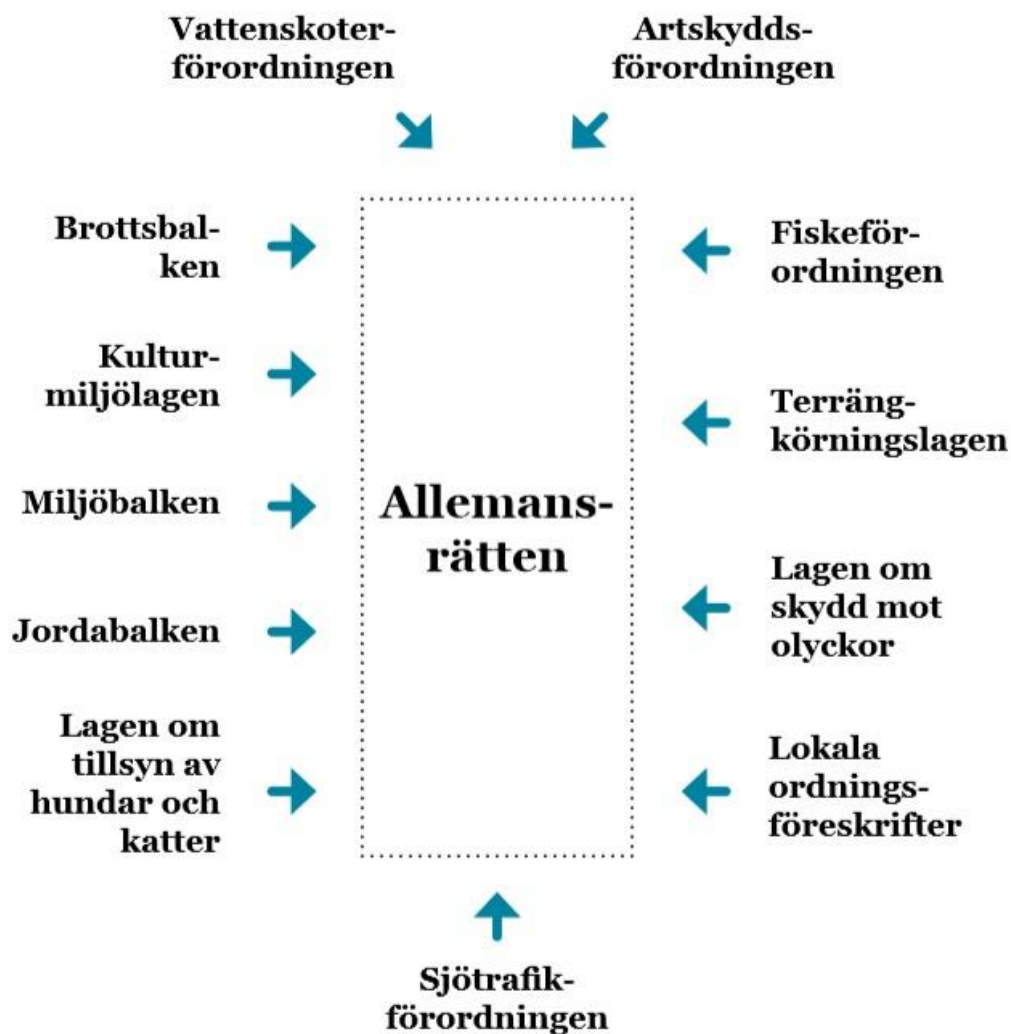 Vattenskoter-
förordningen
Artskydds-
förordningen
Brottsbal-
ken
Kultur-
miljölagen
Miljöbalken
Jordabalken
Lagen om
tillsyn av
hundar och
katter
Allemans-
rätten
Fiskeför-
ordningen
Terräng-
körningslagen
Lagen om
skydd mot
olyckor
Lokala
ordnings-
föreskrifter
Sjötrafik-
förordningen